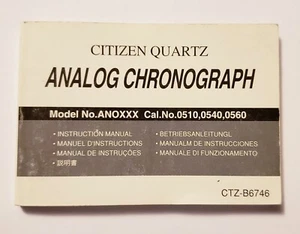 CITIZEN QUARTZ
ANALOG CHRONOGRAPH
Model No.ANOXXX Cal.No.0510,0540,0560
• INSTRUCTION MANUAL
• MANUEL D'INSTRUCTIONS
• MANUAL DE INSTRUÇÕES
• 説明書
• BETRIEBSANLEITUNGL
• MANUALM DE INSTRUCCIONES
• MANUALE DI FUNZIONAMENTO
CTZ-B6746